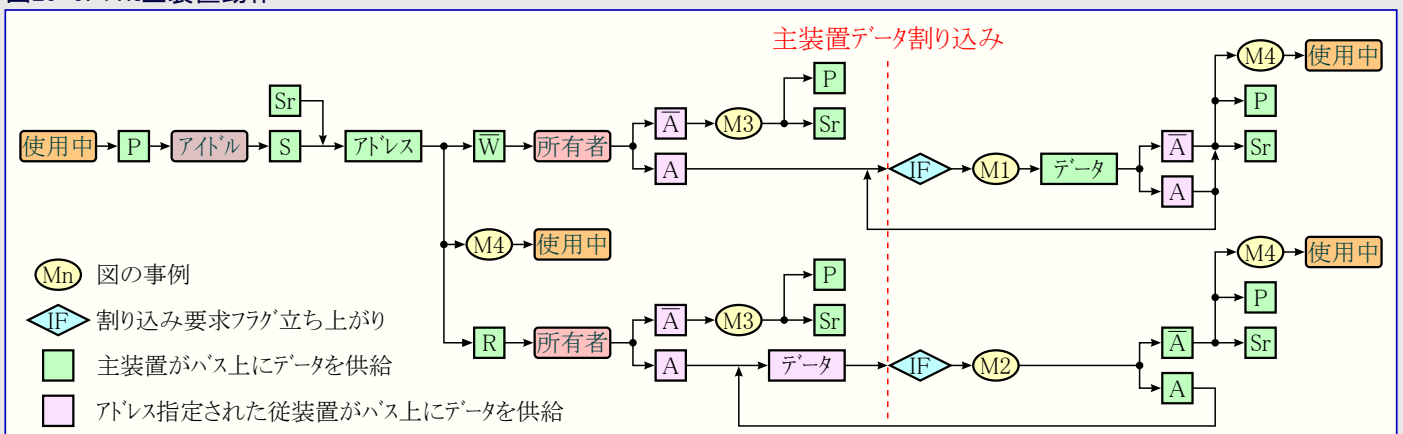 主装置データ割り込み
M4 使用中
Sr P P
A̅ M3 Sr A̅ Sr
使用中 P アイドル S アドレス W̅ 所有者
A IF M1 データ A
M4 使用中
Mn 図の事例
M4 使用中
P P
IF 割り込み要求フラグ立ち上がり
A̅ M3 Sr
R 所有者 A̅ Sr
主装置がバス上にデータを供給
A データ IF M2 A
アドレス指定された従装置がバス上にデータを供給